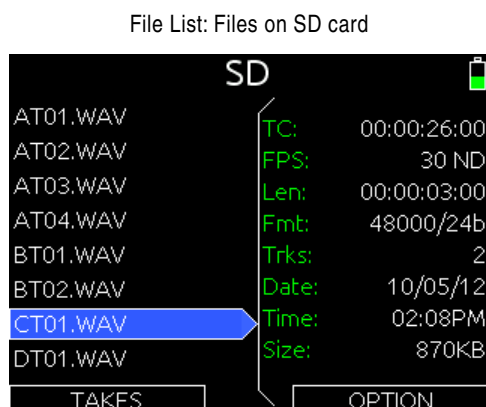 File List: Files on SD card
SD
AT01.WAV
AT02.WAV
AT03.WAV
AT04.WAV
BT01.WAV
BT02.WAV
CT01.WAV
DT01.WAV
TC: 00:00:26:00
FPS: 30 ND
Len: 00:00:03:00
Fmt: 48000/24b
Trks: 2
Date: 10/05/12
Time: 02:08PM
Size: 870KB
TAKES
OPTION